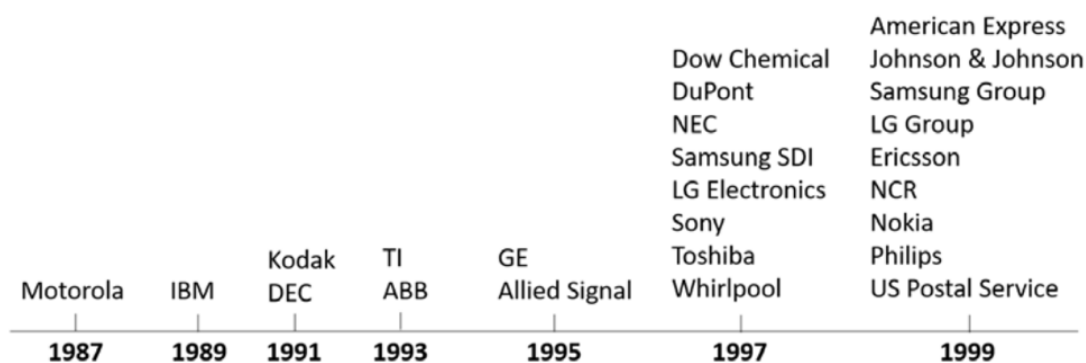 American Express
Dow Chemical Johnson & Johnson
DuPont Samsung Group
NEC LG Group
Samsung SDI Ericsson
LG Electronics NCR
Sony Nokia
Kodak TI GE Toshiba Philips
Motorola IBM DEC ABB Allied Signal Whirlpool US Postal Service
1987 1989 1991 1993 1995 1997 1999